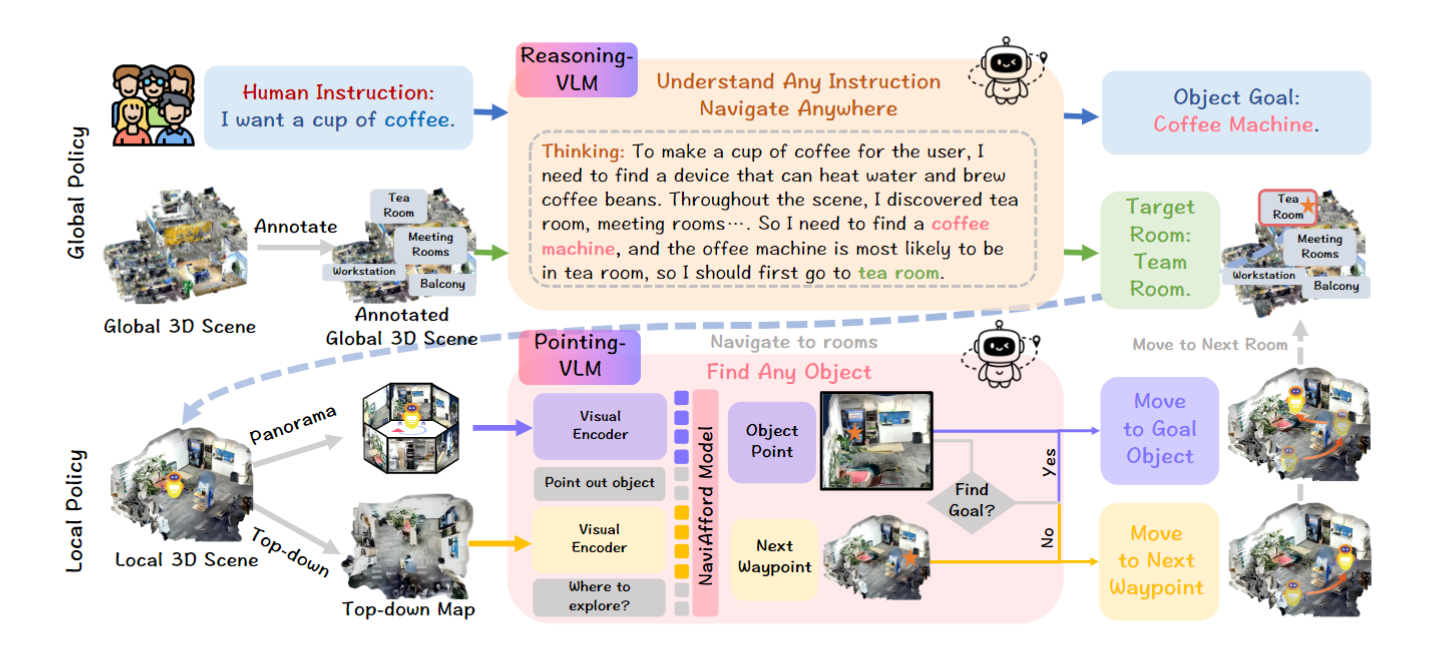 Global Policy
Human Instruction:
I want a cup of coffee.
Reasoning-
VLM
Understand Any Instruction
Navigate Anywhere
Thinking: To make a cup of coffee for the user, I
need to find a device that can heat water and brew
coffee beans. Throughout the scene, I discovered tea
room, meeting rooms···. So I need to find a coffee
machine, and the offee machine is most likely to be
in tea room, so I should first go to tea room.
Object Goal:
Coffee Machine.
Global 3D Scene
Annotate
Tea
Room
Meeting
Rooms
Workstation
Balcony
Annotated
Global 3D Scene
Target
Room:
Team
Room.
Tea
Room
Meeting
Rooms
Workstation
Balcony
Navigate to rooms
Move to Next Room
Local Policy
Local 3D Scene
Panorama
Top-down
Top-down Map
Pointing-
VLM
Find Any Object
Visual
Encoder
Point out object
Visual
Encoder
Where to
explore?
NaviAfford Model
Object
Point
Next
Waypoint
Find
Goal?
Yes
No
Move
to Goal
Object
Move
to Next
Waypoint